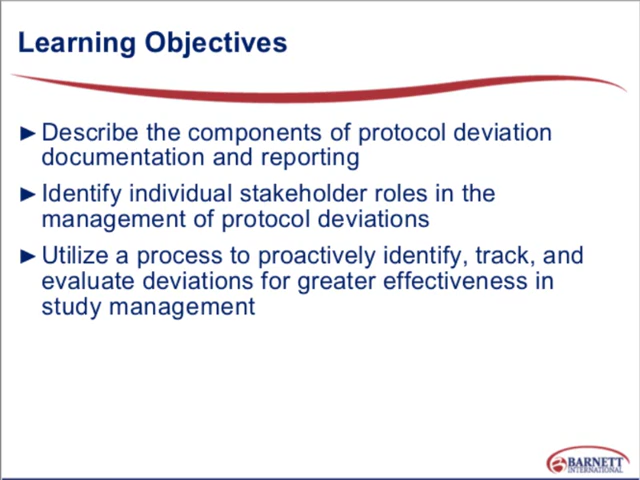 Learning Objectives
►Describe the components of protocol deviation
documentation and reporting
►Identify individual stakeholder roles in the
management of protocol deviations
►Utilize a process to proactively identify, track, and
evaluate deviations for greater effectiveness in
study management
BARNETT
INTERNATIONAL